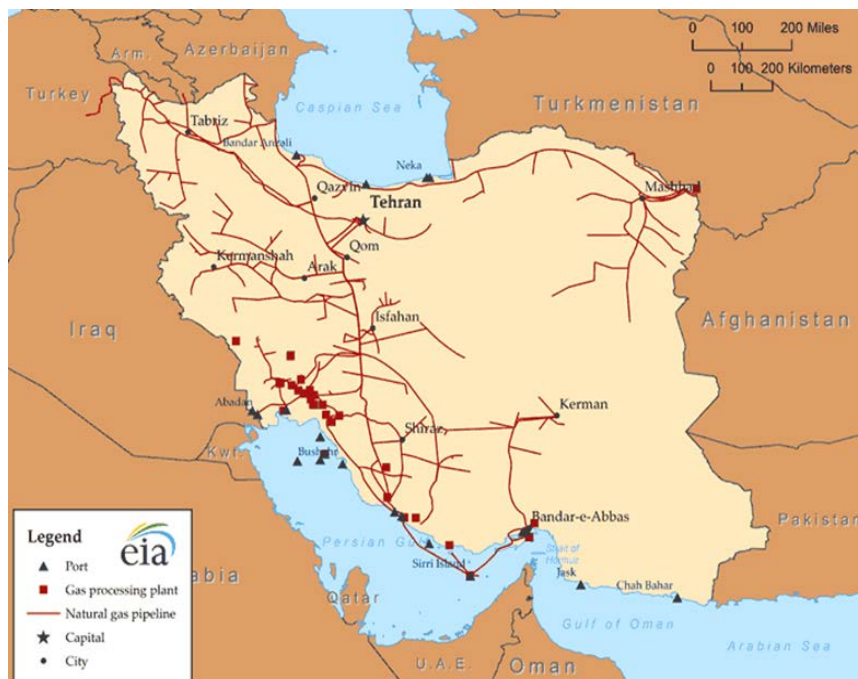 0 100 200 Miles
0 100 200 Kilometers
Arm.
Azerbaijan
Turkey
Caspian Sea
Turkmenistan
Tabriz
Bandar Anzali
Neka
Qazvin
Mashhad
Tehran
Qom
Kermanshah
Arak
Isfahan
Iraq
Afghanistan
Abadan
Kerman
Shiraz
Kwt.
Bushehr
Bandar-e-Abbas
Pakistan
Persian Gulf
Strait of
Hormuz
Sirri Island
Jask
Chah Bahar
Qatar
Gulf of Oman
Arabian Sea
U.A.E.
Oman
abia
Legend
eia
Port
Gas processing plant
Natural gas pipeline
Capital
City